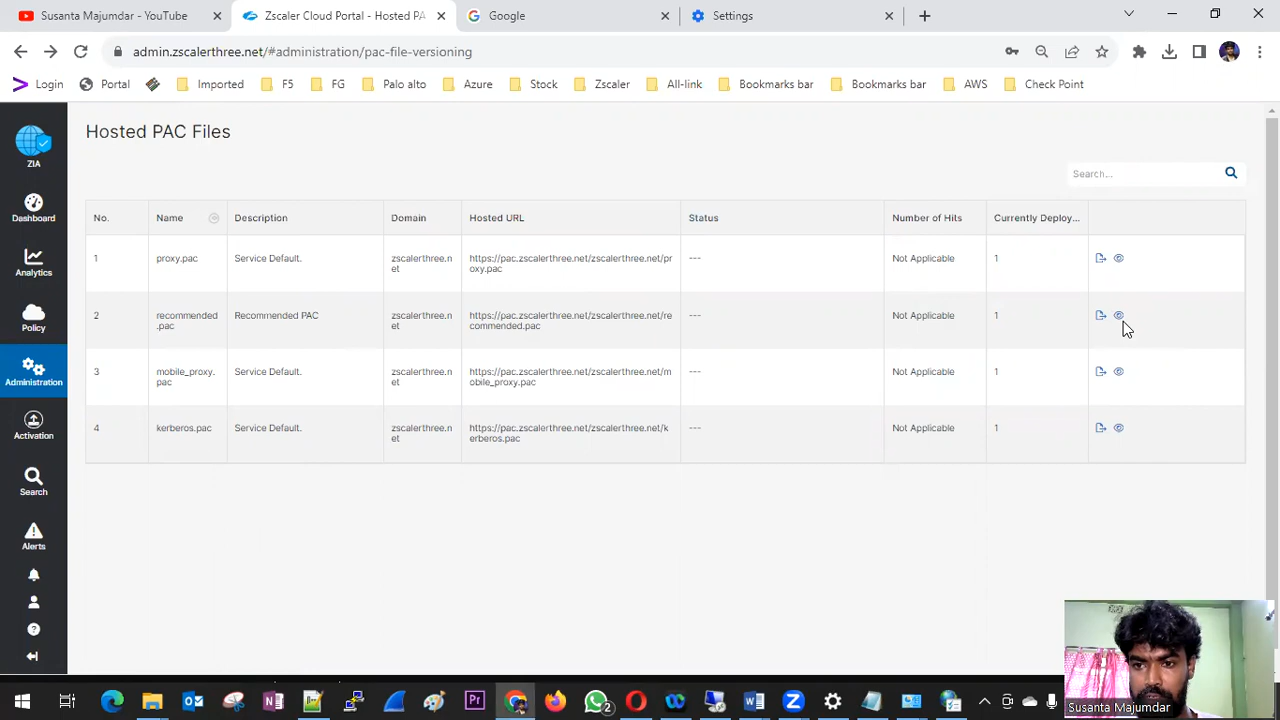 Susanta Majumdar - YouTube
Zscaler Cloud Portal - Hosted PA
Google
Settings
admin.zscalerthree.net/#administration/pac-file-versioning
Login
Portal
Imported
F5
FG
Palo alto
Azure
Stock
Zscaler
All-link
Bookmarks bar
Bookmarks bar
AWS
Check Point
ZIA
Dashboard
Analytics
Policy
Administration
Activation
Search
Alerts
Hosted PAC Files
Search...
No. Name Description Domain Hosted URL Status Number of Hits Currently Deploy...
1 proxy.pac Service Default. zscalerthree.n https://pac.zscalerthree.net/zscalerthree.net/pr --- Not Applicable 1
et oxy.pac
2 recommended Recommended PAC zscalerthree.n https://pac.zscalerthree.net/zscalerthree.net/re --- Not Applicable 1
.pac et commended.pac
3 mobile_proxy. Service Default. zscalerthree.n https://pac.zscalerthree.net/zscalerthree.net/m --- Not Applicable 1
pac et obile_proxy.pac
4 kerberos.pac Service Default. zscalerthree.n https://pac.zscalerthree.net/zscalerthree.net/k --- Not Applicable 1
et erberos.pac
Susanta Majumdar
Pr
2